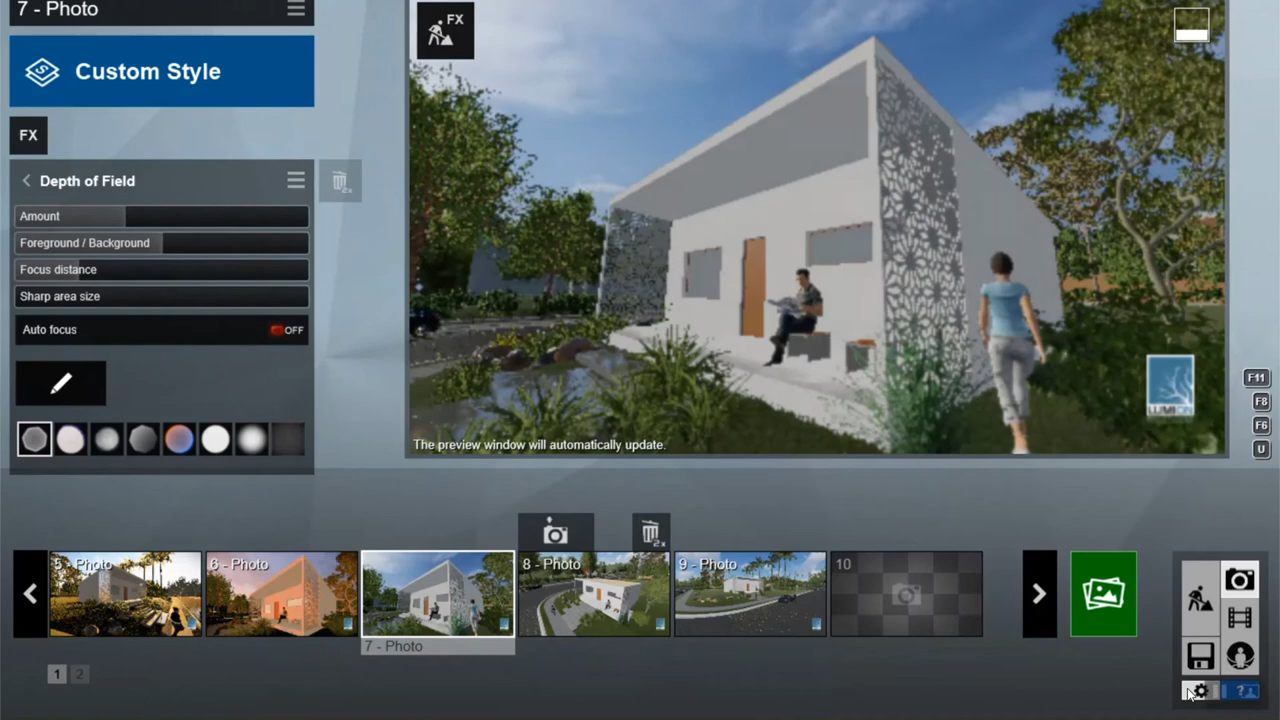 7 - Photo
FX
Custom Style
FX
Depth of Field
2x
Amount
Foreground / Background
Focus distance
Sharp area size
Auto focus
OFF
LUMION
The preview window will automatically update.
F11
F8
F6
U
2x
5 - Photo
6 - Photo
8 - Photo
9 - Photo
10
7 - Photo
1
2
?